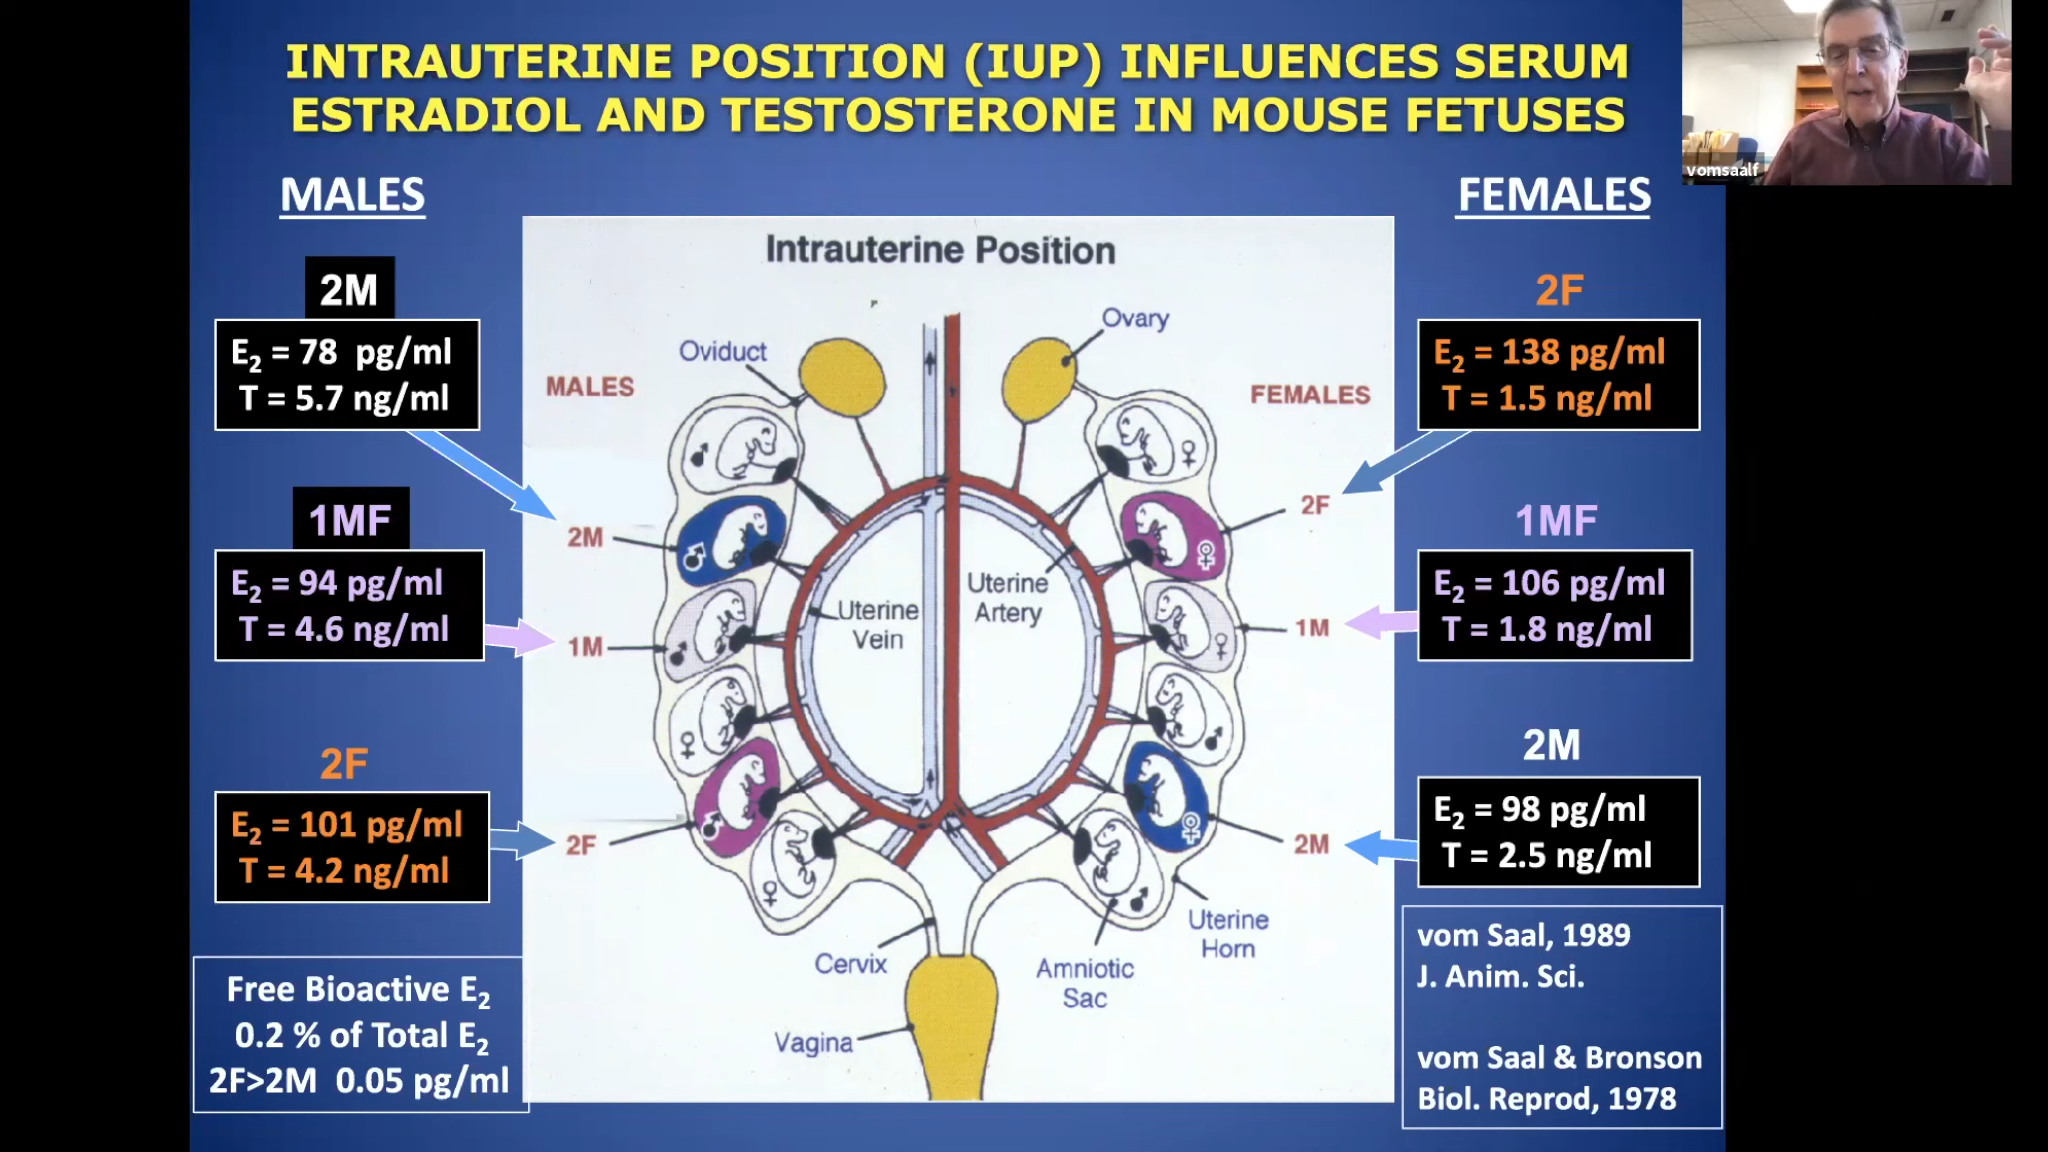 INTRAUTERINE POSITION (IUP) INFLUENCES SERUM
ESTRADIOL AND TESTOSTERONE IN MOUSE FETUSES
vomsaalf
MALES
2M
E₂ = 78 pg/ml
T = 5.7 ng/ml
1MF
E₂ = 94 pg/ml
T = 4.6 ng/ml
2F
E₂ = 101 pg/ml
T = 4.2 ng/ml
Free Bioactive E₂
0.2 % of Total E₂
2F>2M 0.05 pg/ml
Intrauterine Position
Oviduct
Ovary
MALES
FEMALES
2M
2F
Uterine
Vein
Uterine
Artery
1M
1M
2F
2M
Cervix
Amniotic
Sac
Uterine
Horn
Vagina
FEMALES
2F
E₂ = 138 pg/ml
T = 1.5 ng/ml
1MF
E₂ = 106 pg/ml
T = 1.8 ng/ml
2M
E₂ = 98 pg/ml
T = 2.5 ng/ml
vom Saal, 1989
J. Anim. Sci.
vom Saal & Bronson
Biol. Reprod, 1978